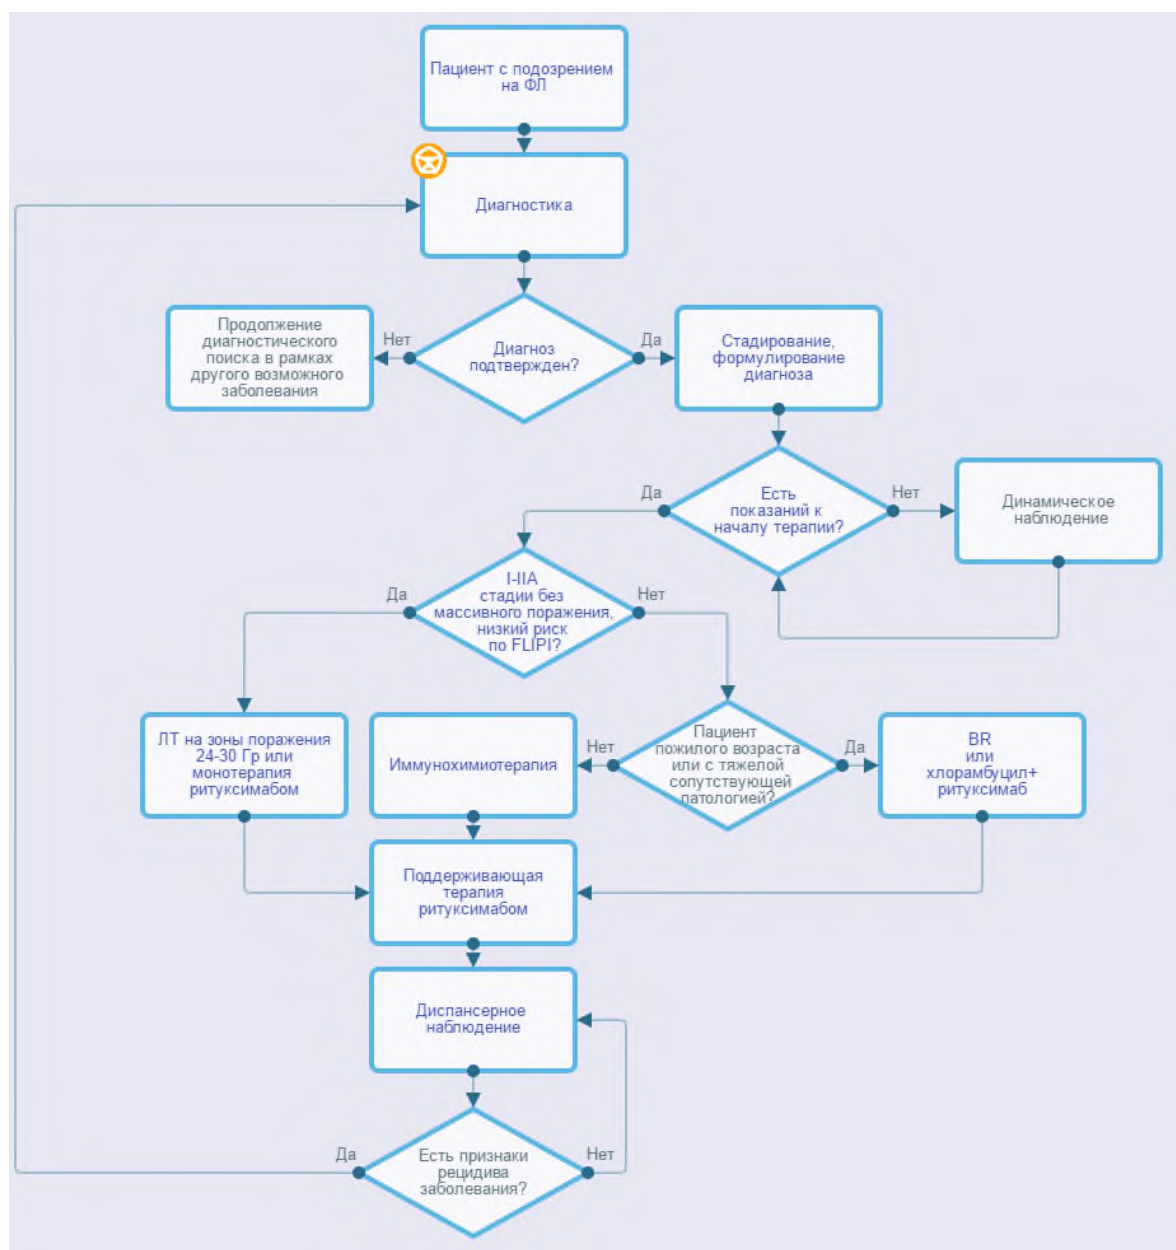 Пациент с подозрением
на ФЛ
Диагностика
Диагноз
подтвержден?
Нет
Да
Продолжение
диагностического
поиска в рамках
другого возможного
заболевания
Стадирование,
формулирование
диагноза
Есть
показаний к
началу терапии?
Да
Нет
Динамическое
наблюдение
I-IIA
стадии без
массивного поражения,
низкий риск
по FLIPI?
Да
Нет
ЛТ на зоны поражения
24-30 Гр или
монотерапия
ритуксимабом
Иммунохимиотерапия
Нет
Пациент
пожилого возраста
или с тяжелой
сопутствующей
патологией?
Да
BR
или
хлорамбуцил+
ритуксимаб
Поддерживающая
терапия
ритуксимабом
Диспансерное
наблюдение
Да
Есть признаки
рецидива
заболевания?
Нет